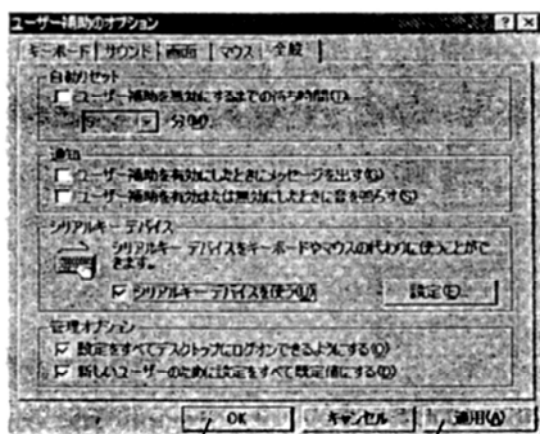 ユーザー補助のオプション
キーボード サウンド 画面 マウス 全般
自動リセット
ユーザー補助を無効にするまでの待ち時間(T)
分(M)
通知
ユーザー補助を有効にしたときにメッセージを出す(G)
ユーザー補助を有効または無効にしたときに音を鳴らす(S)
シリアルキー デバイス
シリアルキー デバイスをキーボードやマウスの代わりに使うことがで
きます。
シリアルキー デバイスを使う(U)
設定(E)...
管理オプション
設定をすべてデスクトップにログオンできるようにする(O)
新しいユーザーのために設定をすべて既定値にする(D)
OK キャンセル 適用(A)